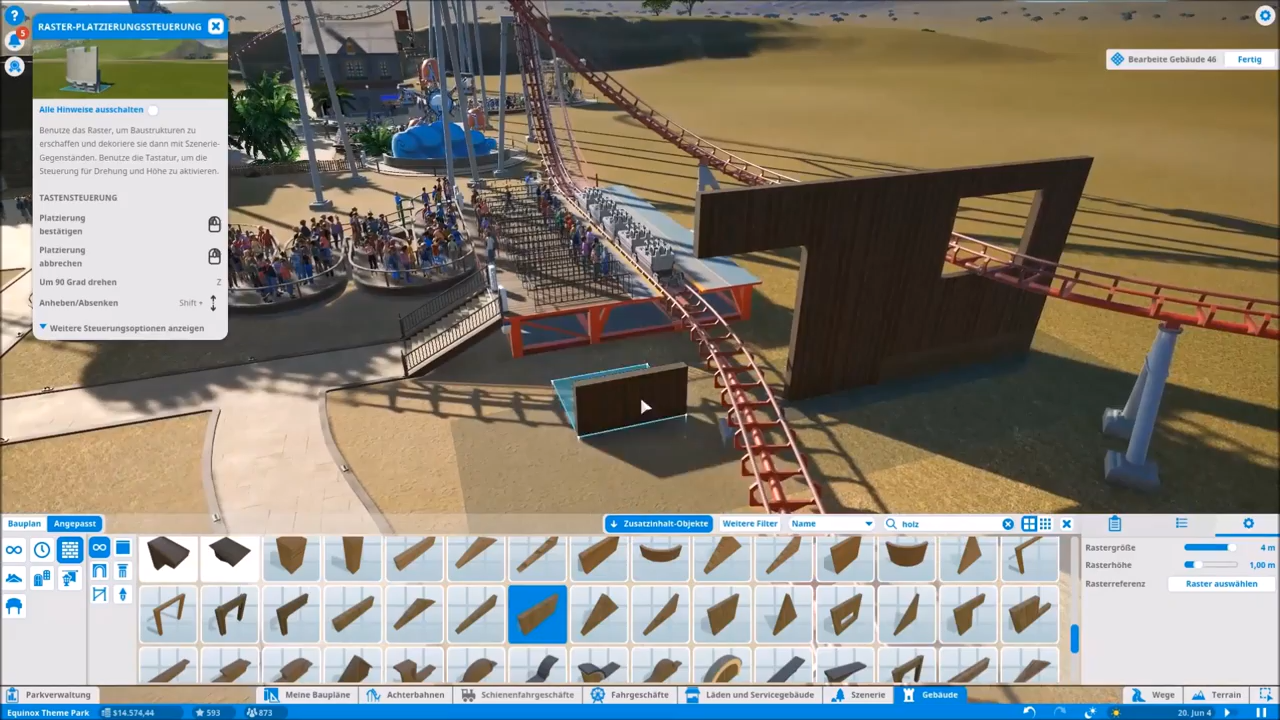 ?
5
RASTER-PLATZIERUNGSSTEUERUNG
Alle Hinweise ausschalten
Benutze das Raster, um Baustrukturen zu
erschaffen und dekoriere sie dann mit Szenerie-
Gegenständen. Benutze die Tastatur, um die
Steuerung für Drehung und Höhe zu aktivieren.
TASTENSTEUERUNG
Platzierung
bestätigen
Platzierung
abbrechen
Um 90 Grad drehen Z
Anheben/Absenken Shift +
Weitere Steuerungsoptionen anzeigen
Bearbeite Gebäude 46 Fertig
Bauplan Angepasst
Zusatzinhalt-Objekte Weitere Filter Name holz
Rastergröße 4 m
Rasterhöhe 1,00 m
Rasterreferenz Raster auswählen
Parkverwaltung Meine Baupläne Achterbahnen Schienenfahrgeschäfte Fahrgeschäfte Läden und Servicegebäude Szenerie Gebäude Wege Terrain
Equinox Theme Park $14.574,44 593 873 20. Jun 4